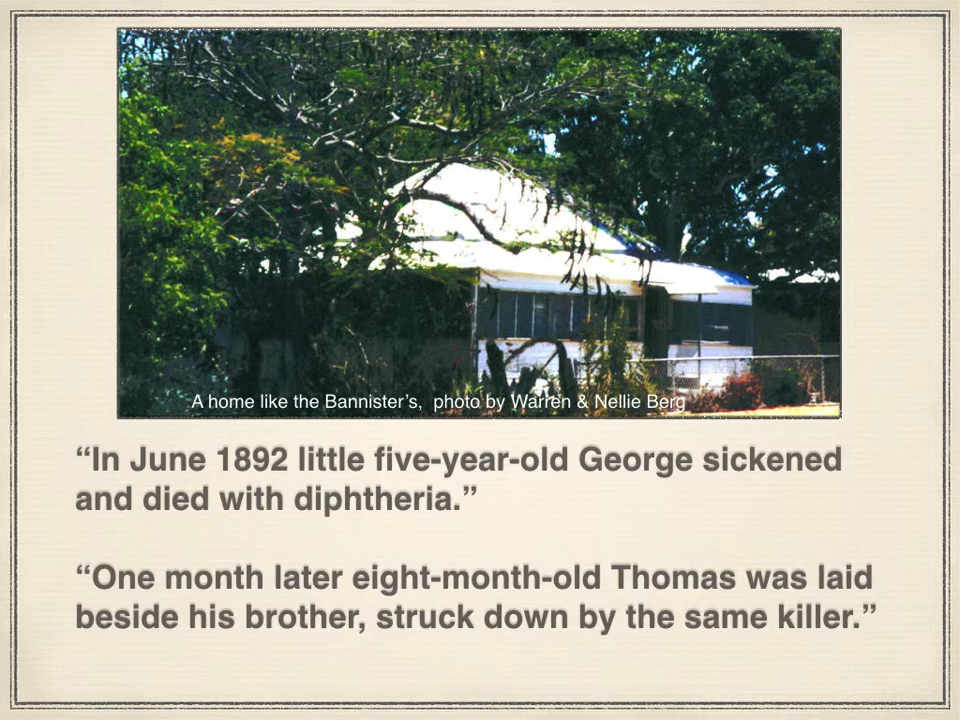 A home like the Bannister’s,  photo by Warren & Nellie Berg
“In June 1892 little five-year-old George sickened
and died with diphtheria.”
“One month later eight-month-old Thomas was laid
beside his brother, struck down by the same killer.”